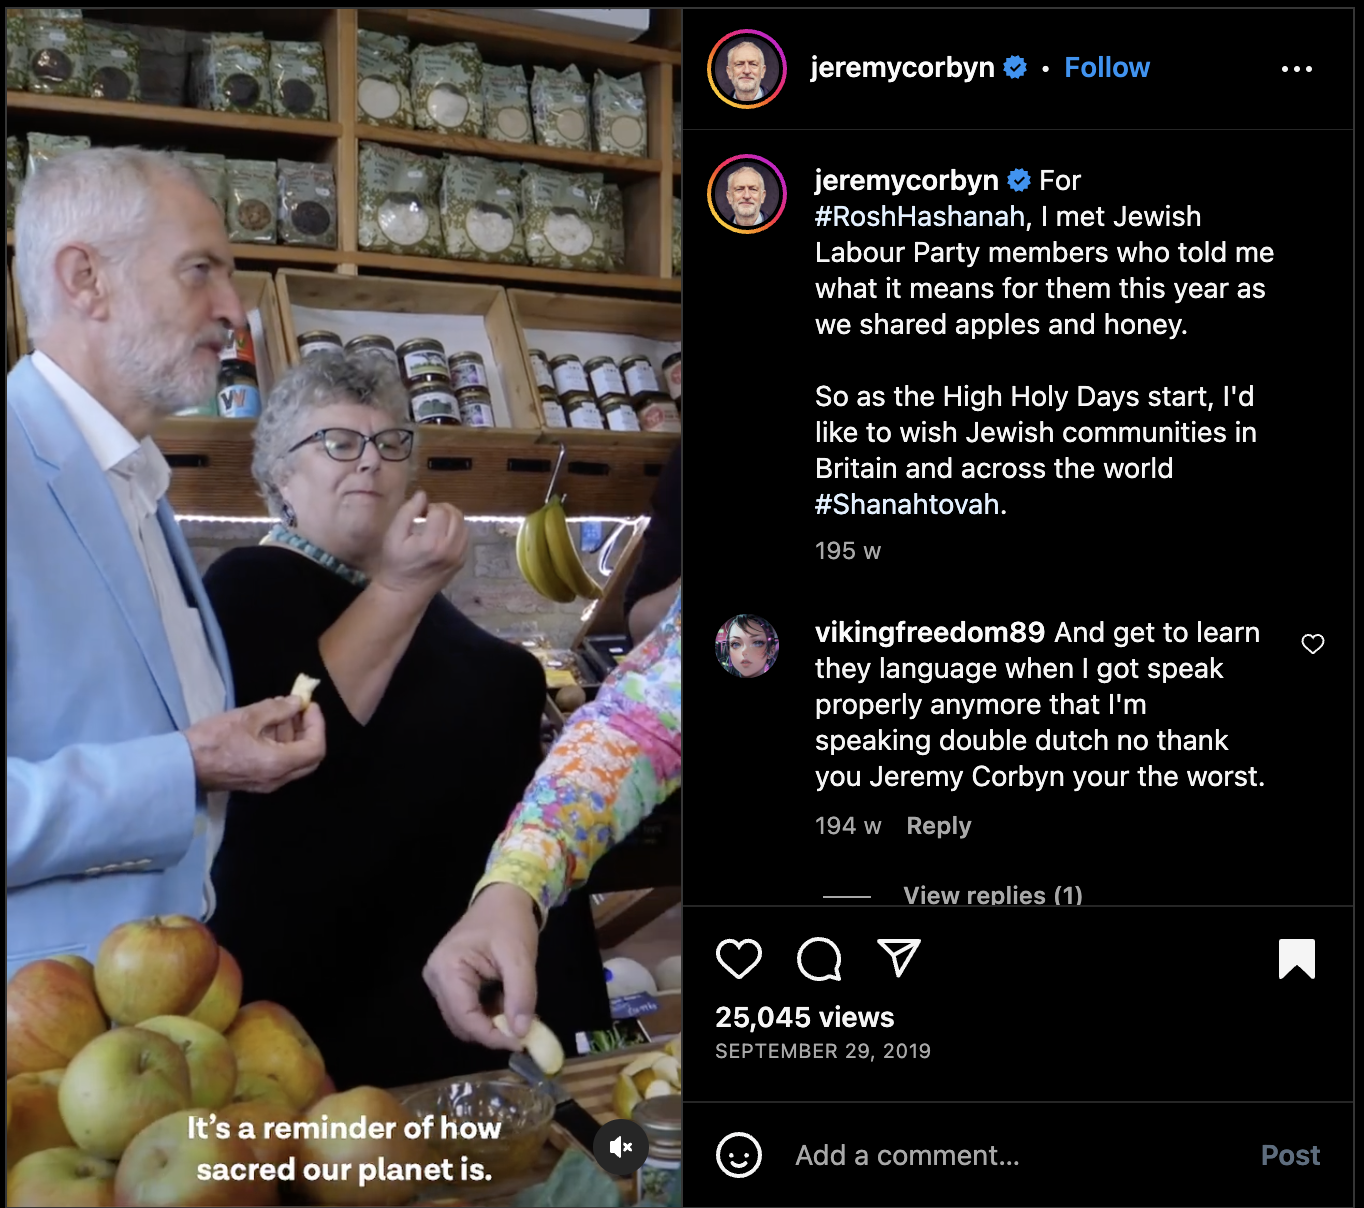 jeremycorbyn • Follow
jeremycorbyn For
#RoshHashanah, I met Jewish
Labour Party members who told me
what it means for them this year as
we shared apples and honey.
So as the High Holy Days start, I'd
like to wish Jewish communities in
Britain and across the world
#Shanahtovah.
195 w
vikingfreedom89 And get to learn
they language when I got speak
properly anymore that I'm
speaking double dutch no thank
you Jeremy Corbyn your the worst.
194 w Reply
View replies (1)
25,045 views
SEPTEMBER 29, 2019
Add a comment...
Post
It's a reminder of how
sacred our planet is.